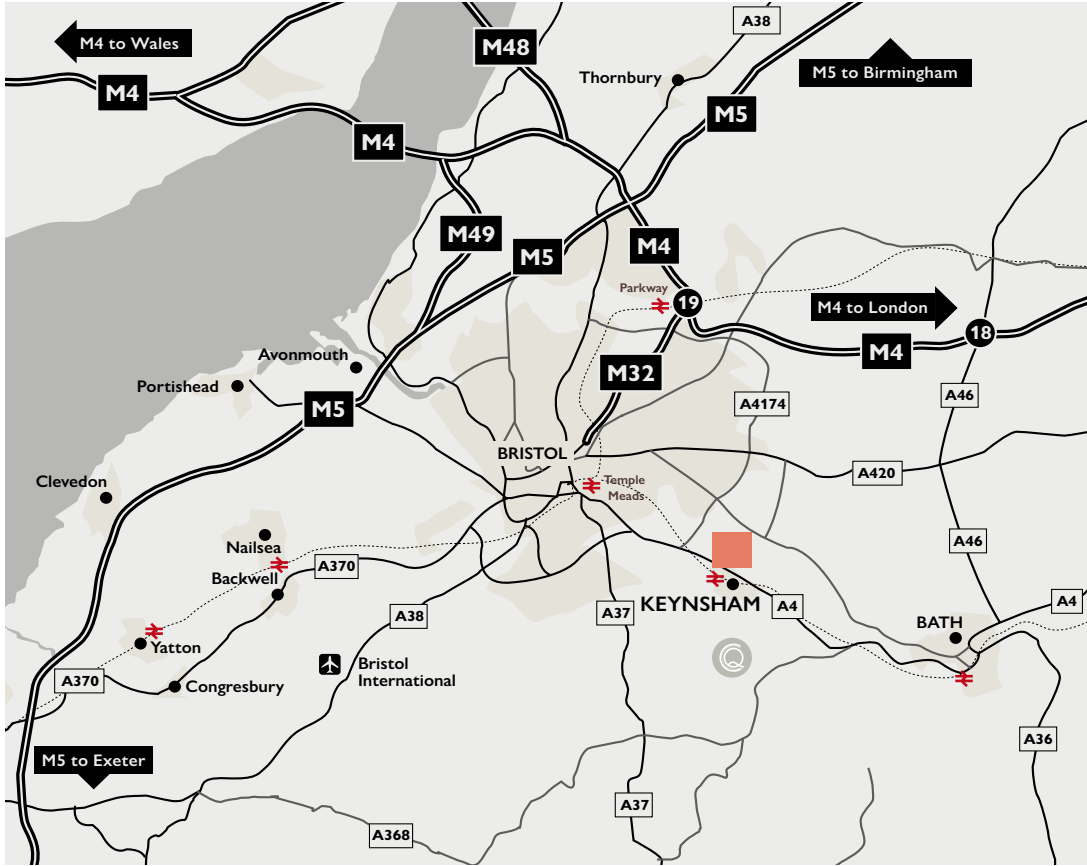 A38
M4 to Wales
M48
M5 to Birmingham
Thornbury
M4
M5
M4
M49
M4
M5
Parkway
19
M4 to London
18
Avonmouth
M4
M32
Portishead
A46
M5
A4174
BRISTOL
A420
Clevedon
Temple
Meads
A46
Nailsea
A370
Backwell
KEYNSHAM
A4
A4
A38
A37
BATH
Yatton
Bristol
International
A370
Congresbury
A36
M5 to Exeter
A37
A368